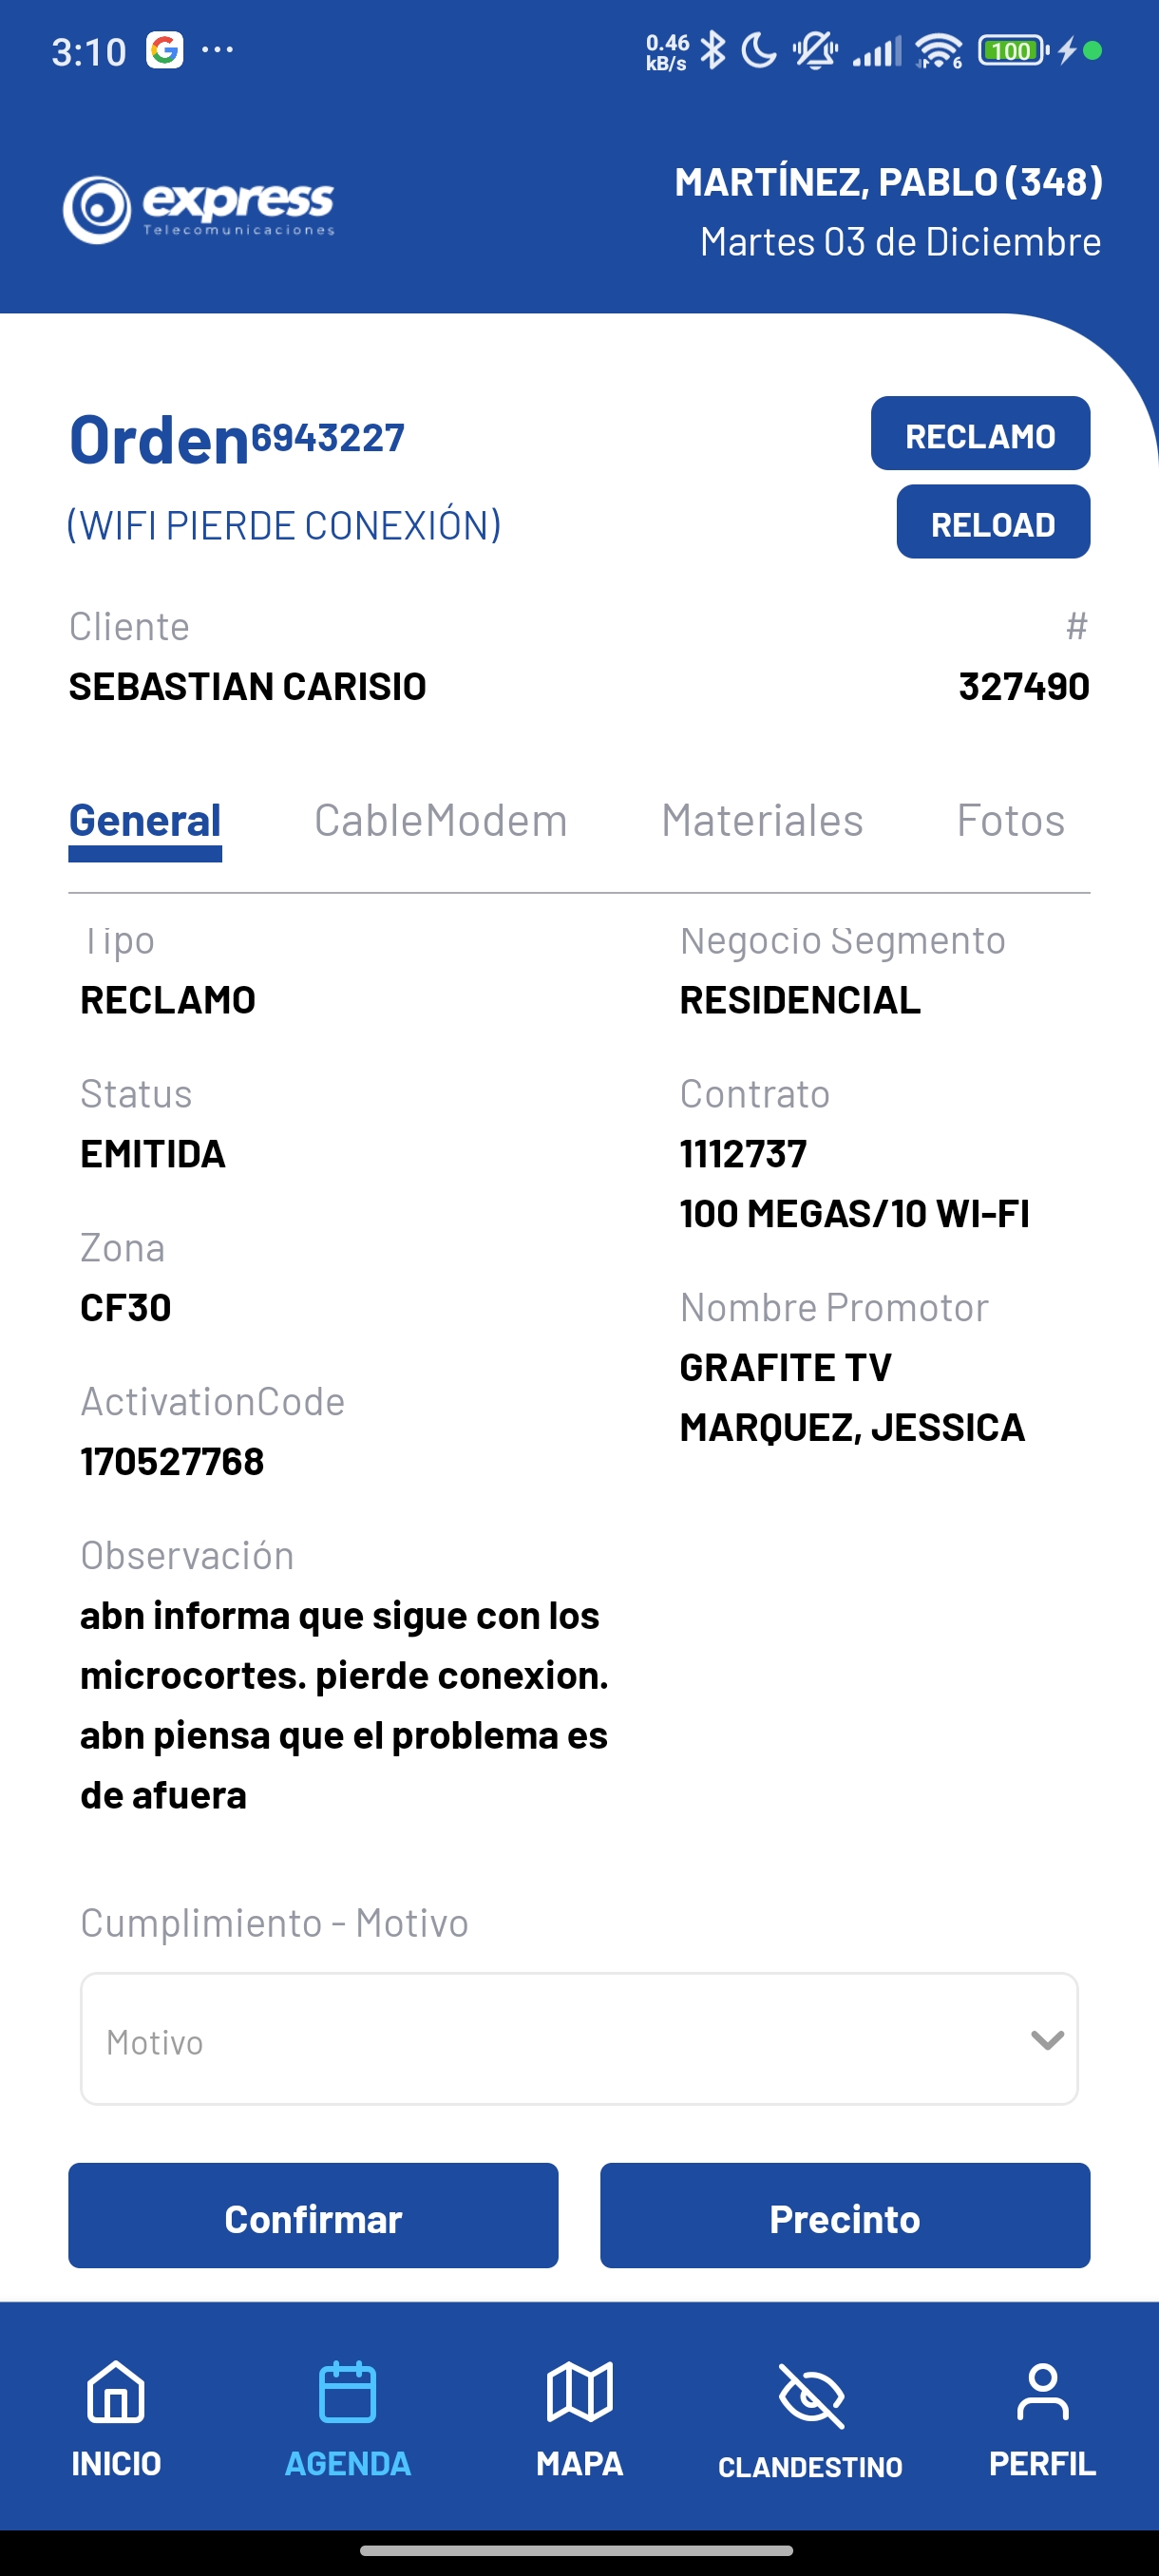 3:10
0.46
kB/s
6
100
express
Telecomunicaciones
MARTÍNEZ, PABLO (348)
Martes 03 de Diciembre
Orden6943227
RECLAMO
(WIFI PIERDE CONEXIÓN)
RELOAD
Cliente #
SEBASTIAN CARISIO 327490
General CableModem Materiales Fotos
Tipo
RECLAMO
Status
EMITIDA
Zona
CF30
ActivationCode
170527768
Observación
abn informa que sigue con los
microcortes. pierde conexion.
abn piensa que el problema es
de afuera
Negocio Segmento
RESIDENCIAL
Contrato
1112737
100 MEGAS/10 WI-FI
Nombre Promotor
GRAFITE TV
MARQUEZ, JESSICA
Cumplimiento - Motivo
Motivo
Confirmar Precinto
INICIO AGENDA MAPA CLANDESTINO PERFIL